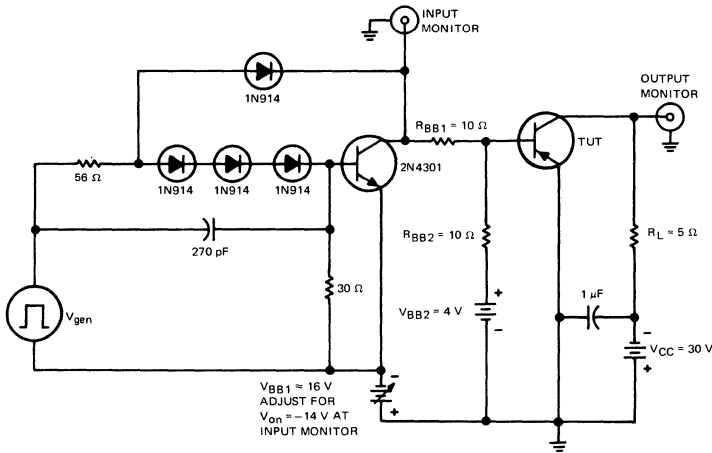 INPUT
MONITOR
1N914
OUTPUT
MONITOR
R_BB1 = 10 Ω
TUT
56 Ω
1N914
1N914
1N914
2N4301
270 pF
R_BB2 = 10 Ω
R_L = 5 Ω
30 Ω
1 μF
V_gen
+
V_BB2 = 4 V
−
−
V_CC = 30 V
+
V_BB1 ≈ 16 V
ADJUST FOR
V_on = −14 V AT
INPUT MONITOR
−
+